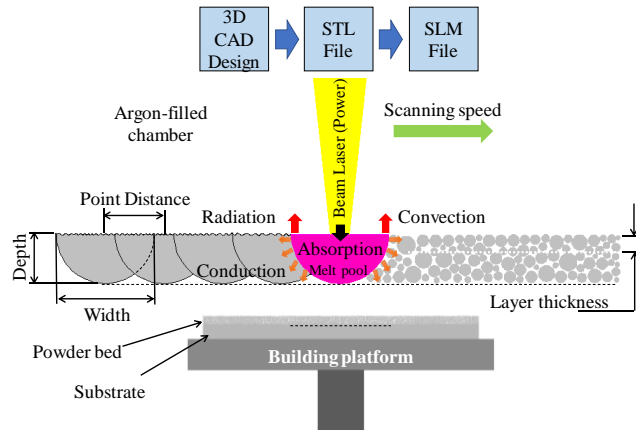 3D
CAD
Design
STL
File
SLM
File
Argon-filled
chamber
Beam Laser (Power)
Scanning speed
Point Distance
Radiation
Convection
Depth
Absorption
Conduction
Melt pool
Width
Layer thickness
Powder bed
Building platform
Substrate